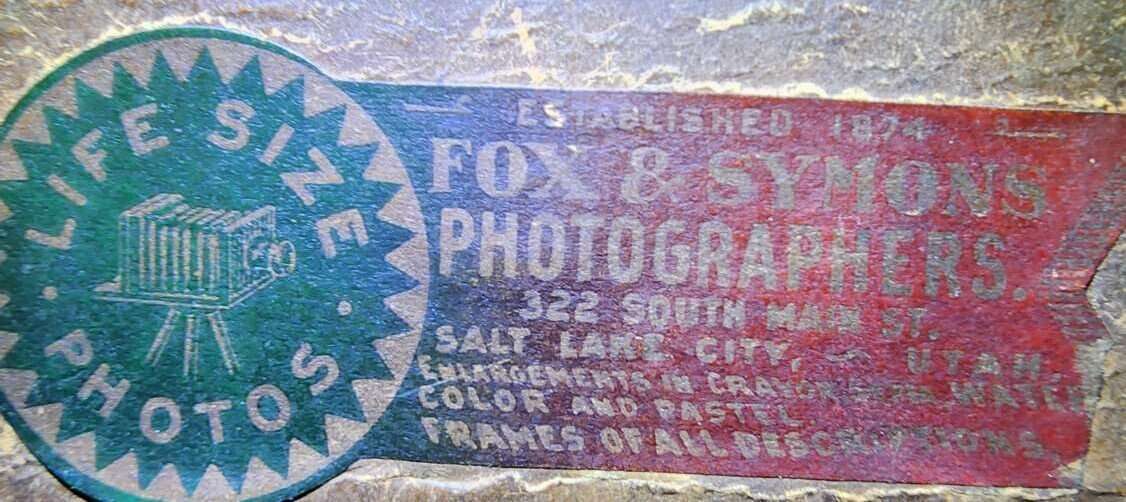 LIFE SIZE
PHOTOS
ESTABLISHED 1874
FOX & SYMONS
PHOTOGRAPHERS.
322 SOUTH MAIN ST.
SALT LAKE CITY, UTAH.
ENLARGEMENTS IN CRAYON WATER
COLOR AND PASTEL
FRAMES OF ALL DESCRIPTIONS.